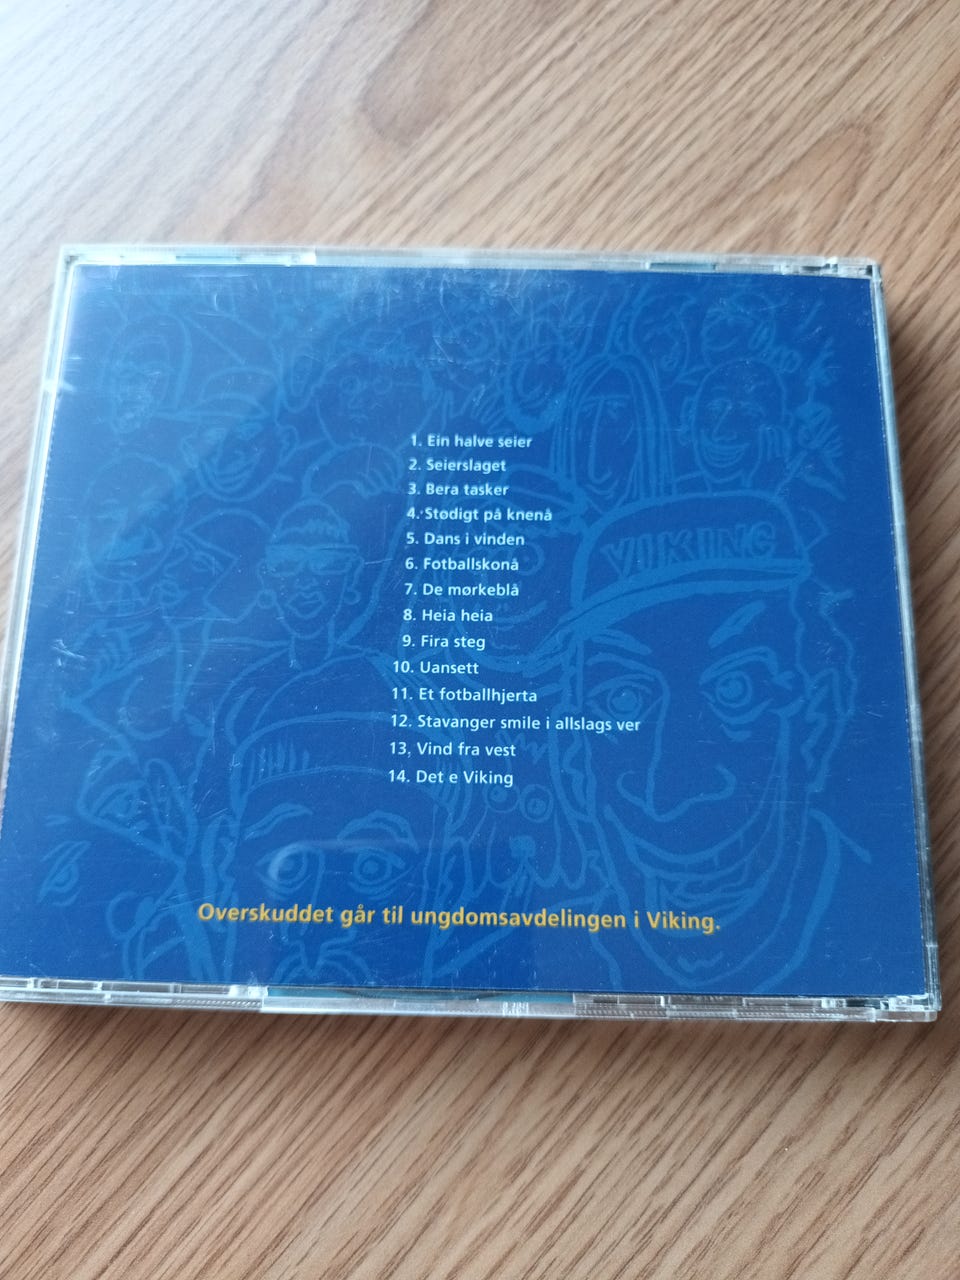 1. Ein halve seier
2. Seierslaget
3. Bera tasker
4. Stødigt på knenå
5. Dans i vinden
6. Fotballskonå
7. De mørkeblå
8. Heia heia
9. Fira steg
10. Uansett
11. Et fotballhjerta
12. Stavanger smile i allslags ver
13. Vind fra vest
14. Det e Viking
VIKING
Overskuddet går til ungdomsavdelingen i Viking.